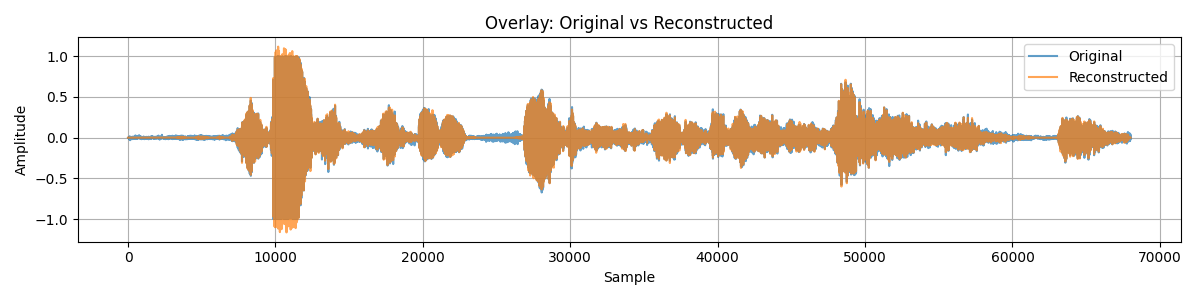 Overlay: Original vs Reconstructed
Original
Reconstructed
Amplitude
1.0
0.5
0.0
−0.5
−1.0
0 10000 20000 30000 40000 50000 60000 70000
Sample